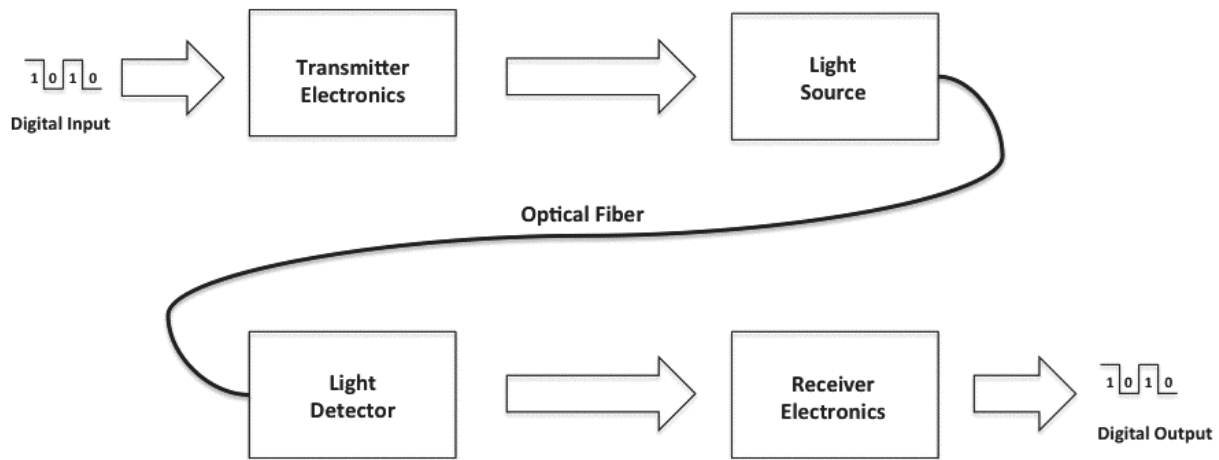 1 0 1 0
Digital Input
Transmitter
Electronics
Light
Source
Optical Fiber
Light
Detector
Receiver
Electronics
1 0 1 0
Digital Output